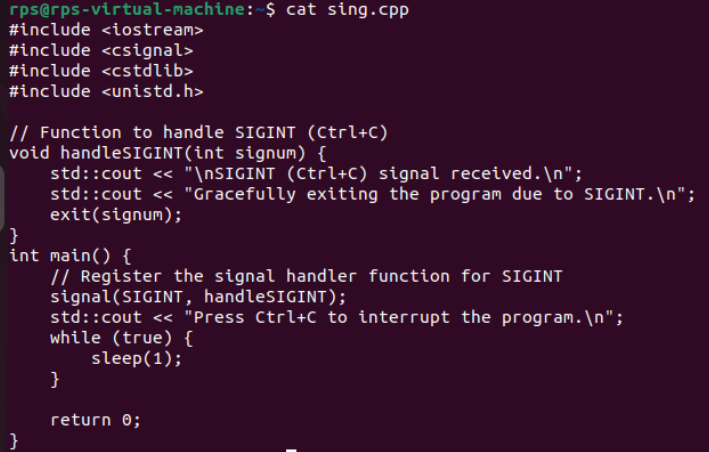 rps@rps-virtual-machine:~$ cat sing.cpp
#include <iostream>
#include <csignal>
#include <cstdlib>
#include <unistd.h>

// Function to handle SIGINT (Ctrl+C)
void handleSIGINT(int signum) {
    std::cout << "\nSIGINT (Ctrl+C) signal received.\n";
    std::cout << "Gracefully exiting the program due to SIGINT.\n";
    exit(signum);
}
int main() {
    // Register the signal handler function for SIGINT
    signal(SIGINT, handleSIGINT);
    std::cout << "Press Ctrl+C to interrupt the program.\n";
    while (true) {
        sleep(1);
    }

    return 0;
}